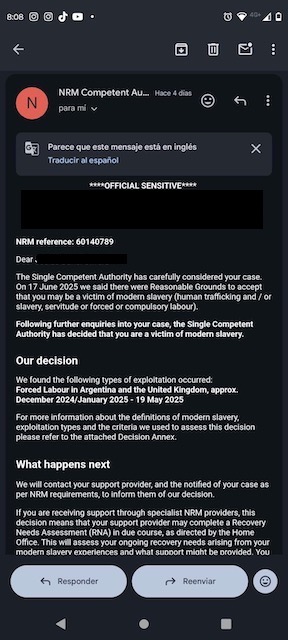 8:08
4G+
NRM Competent Au... Hace 4 días
N
para mí
Parece que este mensaje está en inglés
Traducir al español
****OFFICIAL SENSITIVE****
NRM reference: 60140789
Dear
The Single Competent Authority has carefully considered your case.
On 17 June 2025 we said there were Reasonable Grounds to accept
that you may be a victim of modern slavery (human trafficking and / or
slavery, servitude or forced or compulsory labour).
Following further enquiries into your case, the Single Competent
Authority has decided that you are a victim of modern slavery.
Our decision
We found the following types of exploitation occurred:
Forced Labour in Argentina and the United Kingdom, approx.
December 2024/January 2025 - 19 May 2025
For more information about the definitions of modern slavery,
exploitation types and the criteria we used to assess this decision
please refer to the attached Decision Annex.
What happens next
We will contact your support provider, and the notified of your case as
per NRM requirements, to inform them of our decision.
If you are receiving support through specialist NRM providers, this
decision means that your support provider may complete a Recovery
Needs Assessment (RNA) in due course, as directed by the Home
Office. This will assess your ongoing recovery needs arising from your
modern slavery experiences and what support might be provided. You
Responder
Reenviar